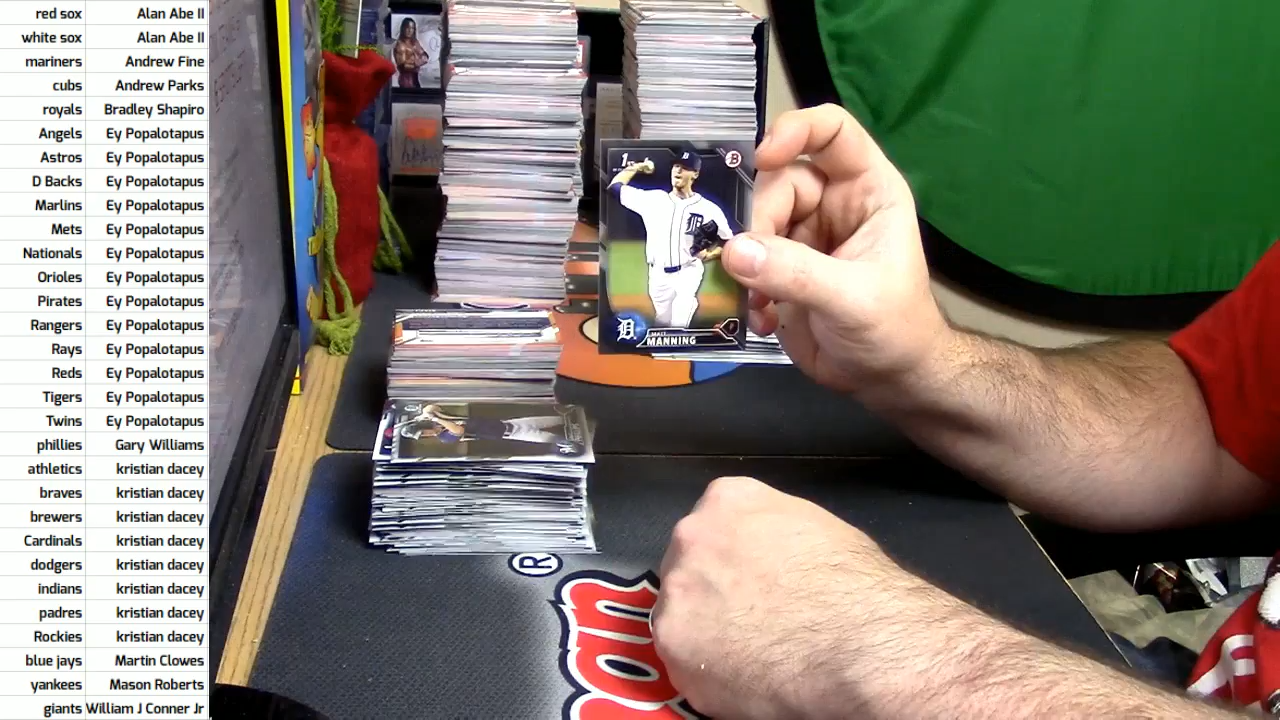 red sox Alan Abe II
white sox Alan Abe II
mariners Andrew Fine
cubs Andrew Parks
royals Bradley Shapiro
Angels Ey Popalotapus
Astros Ey Popalotapus
D Backs Ey Popalotapus
Marlins Ey Popalotapus
Mets Ey Popalotapus
Nationals Ey Popalotapus
Orioles Ey Popalotapus
Pirates Ey Popalotapus
Rangers Ey Popalotapus
Rays Ey Popalotapus
Reds Ey Popalotapus
Tigers Ey Popalotapus
Twins Ey Popalotapus
phillies Gary Williams
athletics kristian dacey
braves kristian dacey
brewers kristian dacey
Cardinals kristian dacey
dodgers kristian dacey
indians kristian dacey
padres kristian dacey
Rockies kristian dacey
blue jays Martin Clowes
yankees Mason Roberts
giants William J Conner Jr
1st
B
D
D
D
MATT
MANNING
®